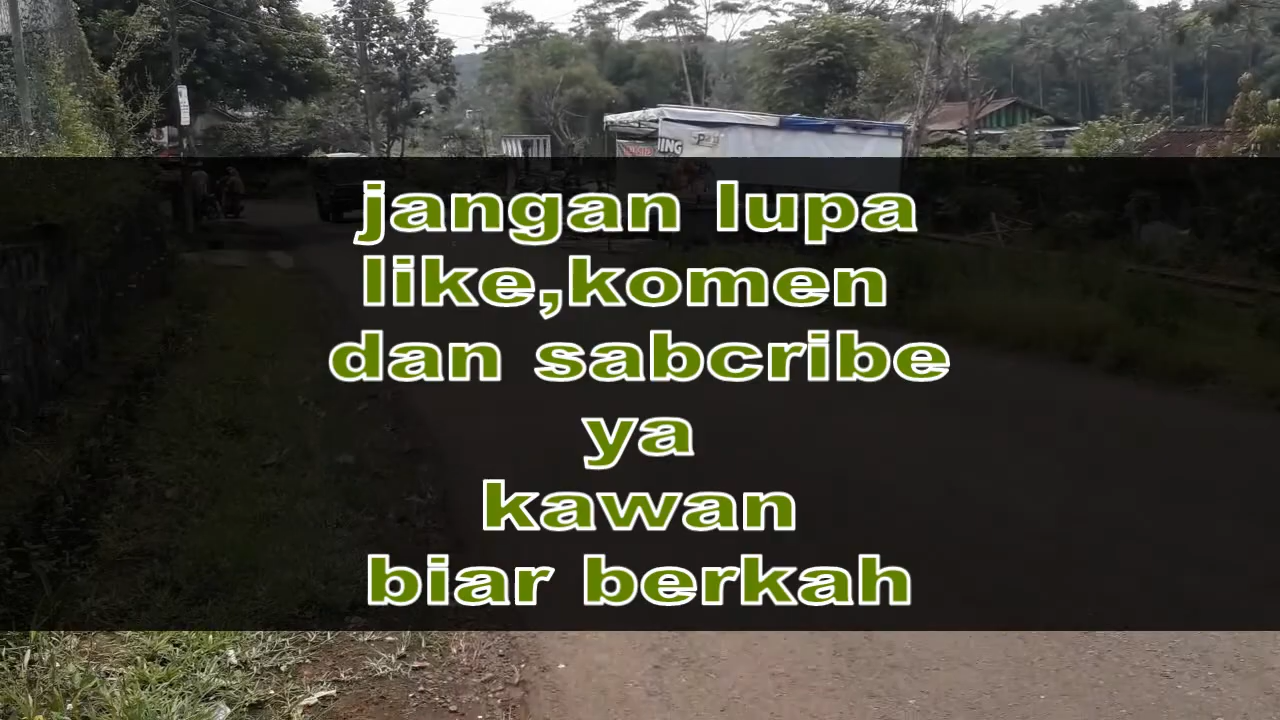 jangan lupa
like,komen
dan sabcribe
ya
kawan
biar berkah